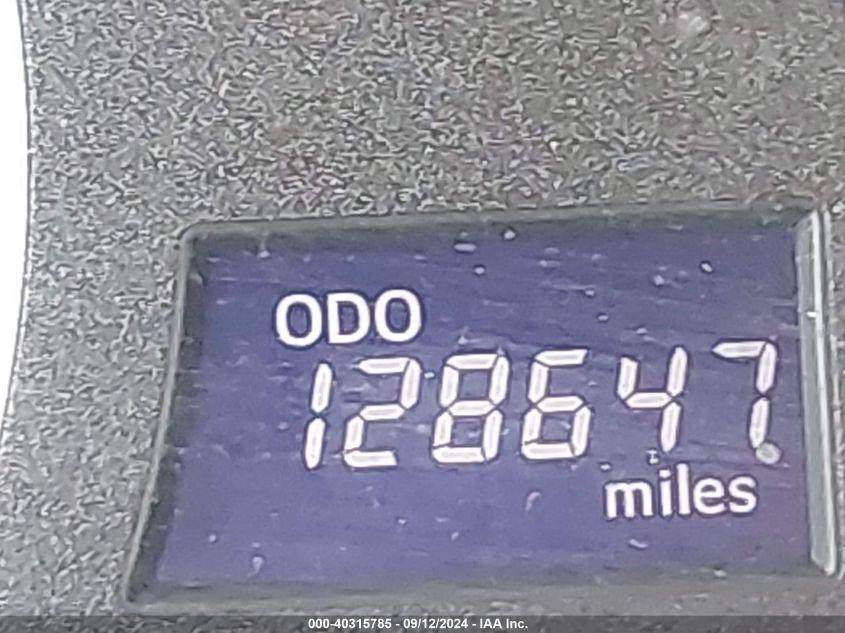 ODO
128647
miles
000-40315785 - 09/12/2024 - IAA Inc.